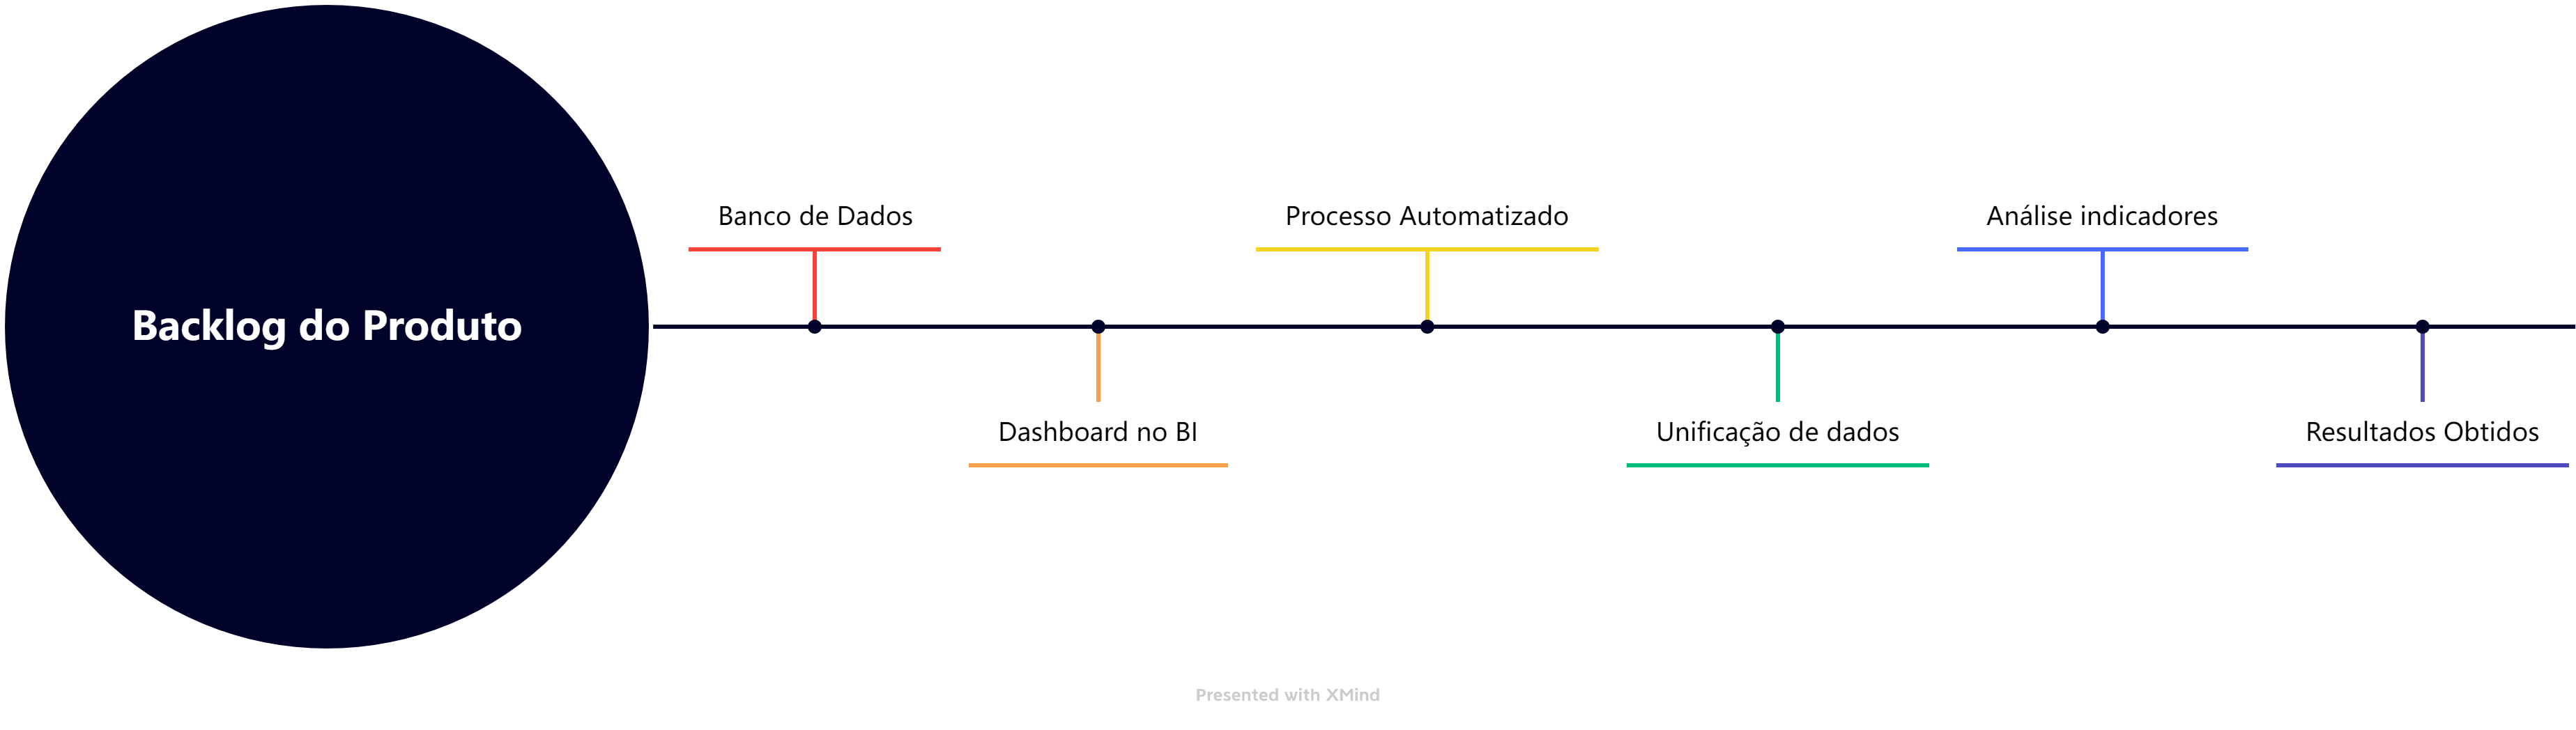 Backlog do Produto
Banco de Dados
Dashboard no BI
Processo Automatizado
Unificação de dados
Análise indicadores
Resultados Obtidos
Presented with XMind